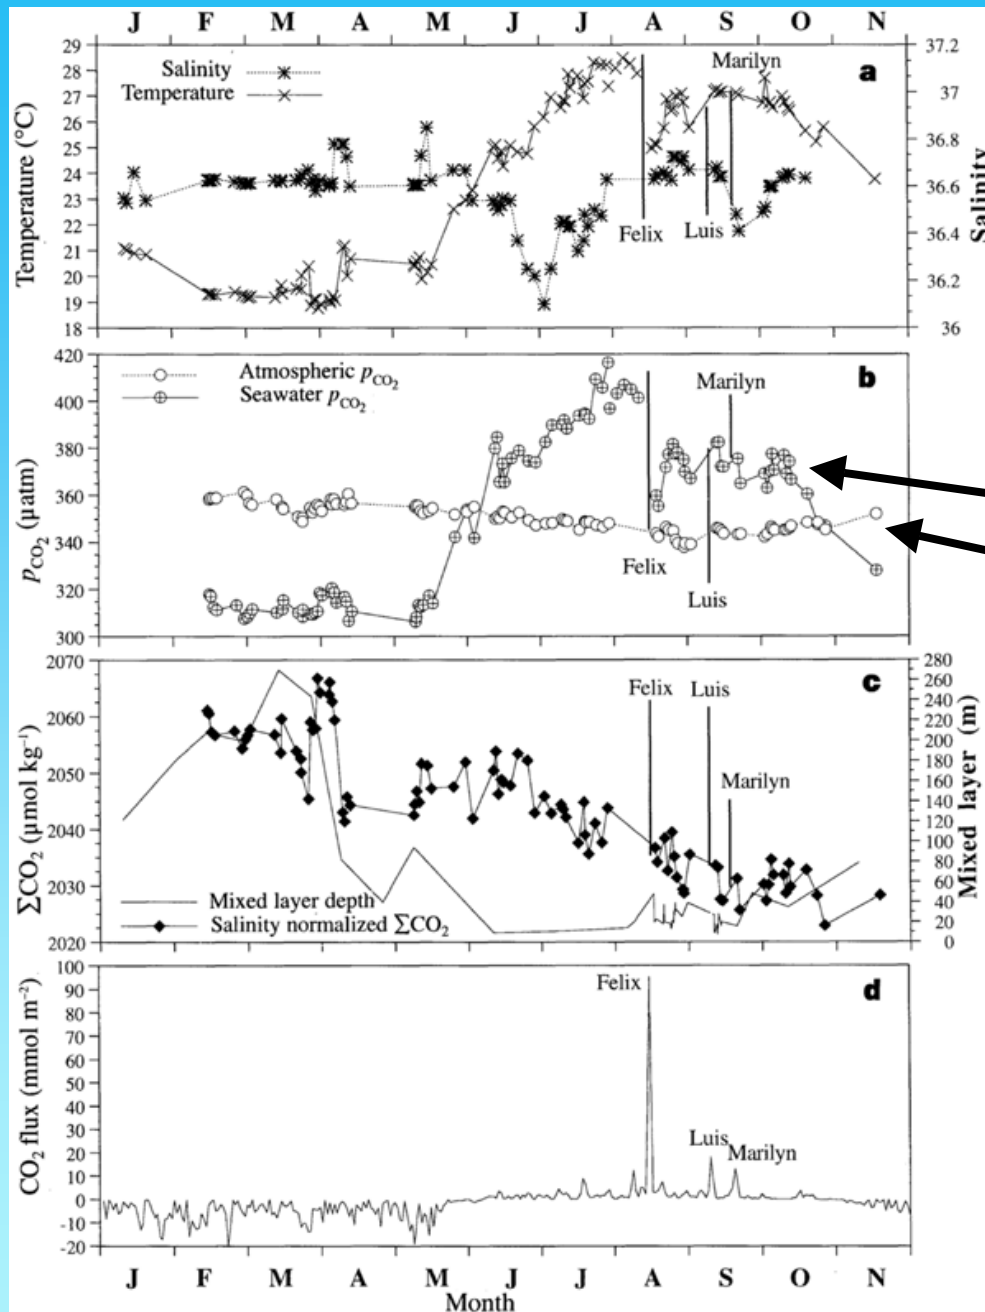 J F M A M J J A S O N
29
28
27
26
25
24
23
22
21
20
19
18
Temperature (°C)
Salinity
Temperature
Marilyn
a
Felix
Luis
37.2
37
36.8
36.6
36.4
36.2
36
Salinity
420
400
380
360
340
320
300
pCO2 (µatm)
Atmospheric pCO2
Seawater pCO2
Marilyn
b
Felix
Luis
2070
2060
2050
2040
2030
2020
∑CO2 (µmol kg–1)
Felix
Luis
c
Marilyn
Mixed layer depth
Salinity normalized ∑CO2
280
260
240
220
200
180
160
140
120
100
80
60
40
20
0
Mixed layer (m)
100
90
80
70
60
50
40
30
20
10
0
-10
-20
CO2 flux (mmol m–2)
Felix
d
Luis
Marilyn
J F M A M J J A S O N
Month